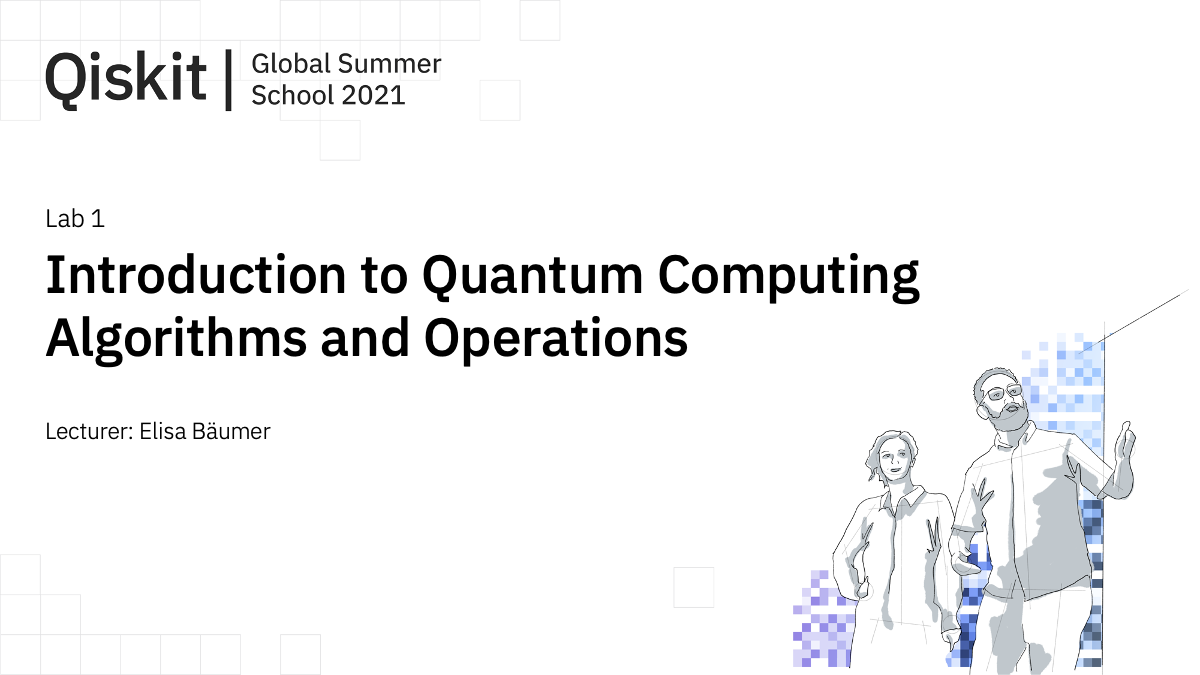 Qiskit | Global Summer
School 2021
Lab 1
Introduction to Quantum Computing
Algorithms and Operations
Lecturer: Elisa Bäumer